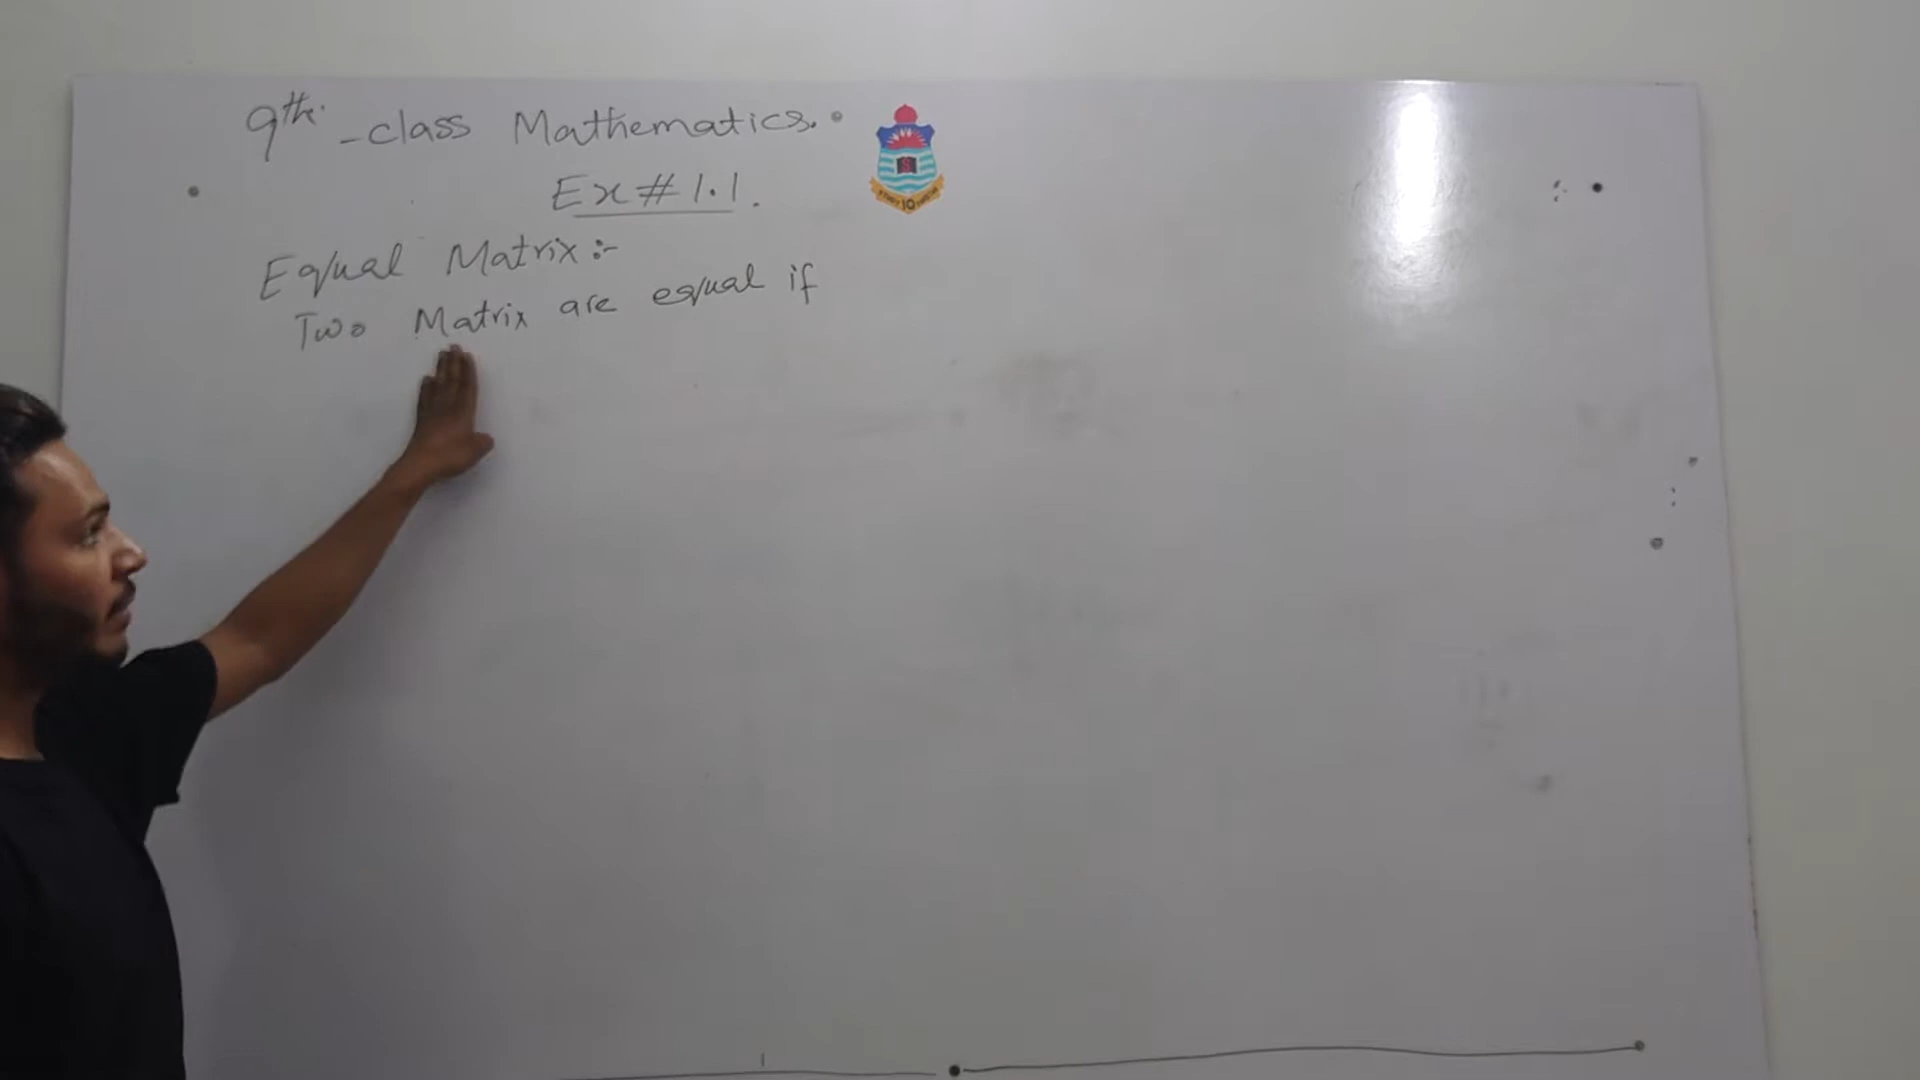 9th. -class Mathematics.
Ex # 1.1.
Equal Matrix:-
Two Matrix are equal if